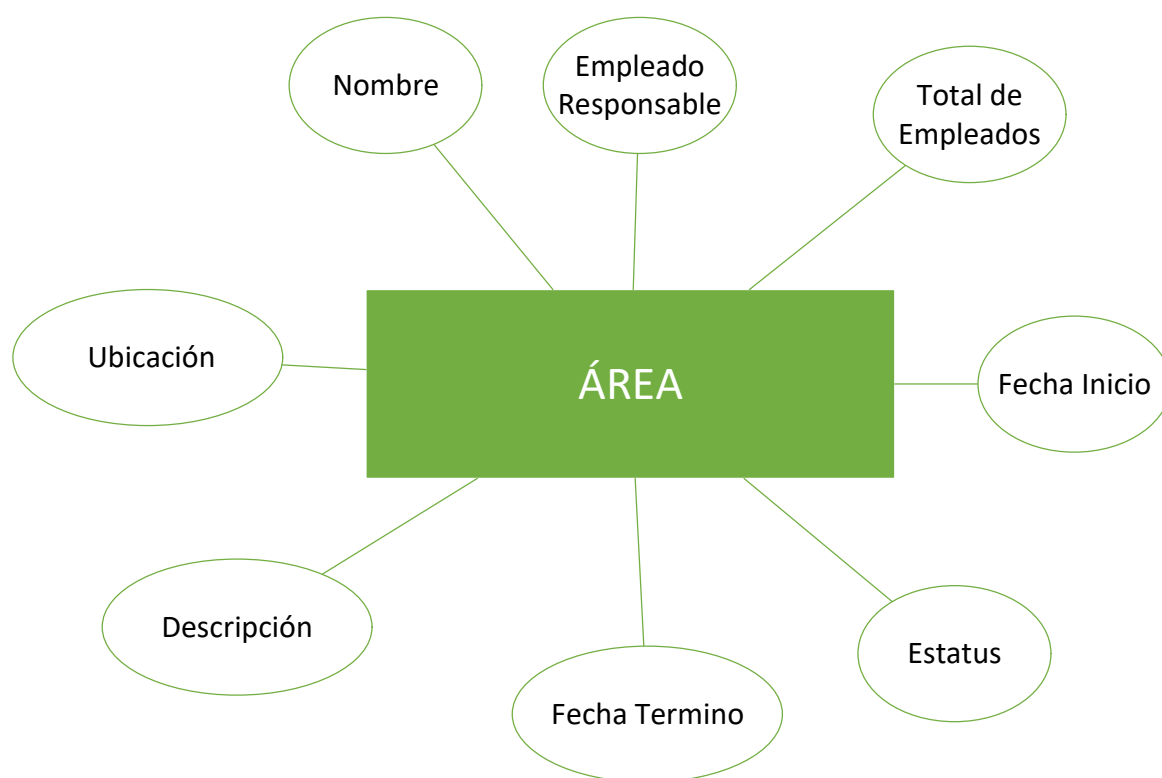 Nombre
Empleado
Responsable
Total de
Empleados
Ubicación
ÁREA
Fecha Inicio
Descripción
Fecha Termino
Estatus